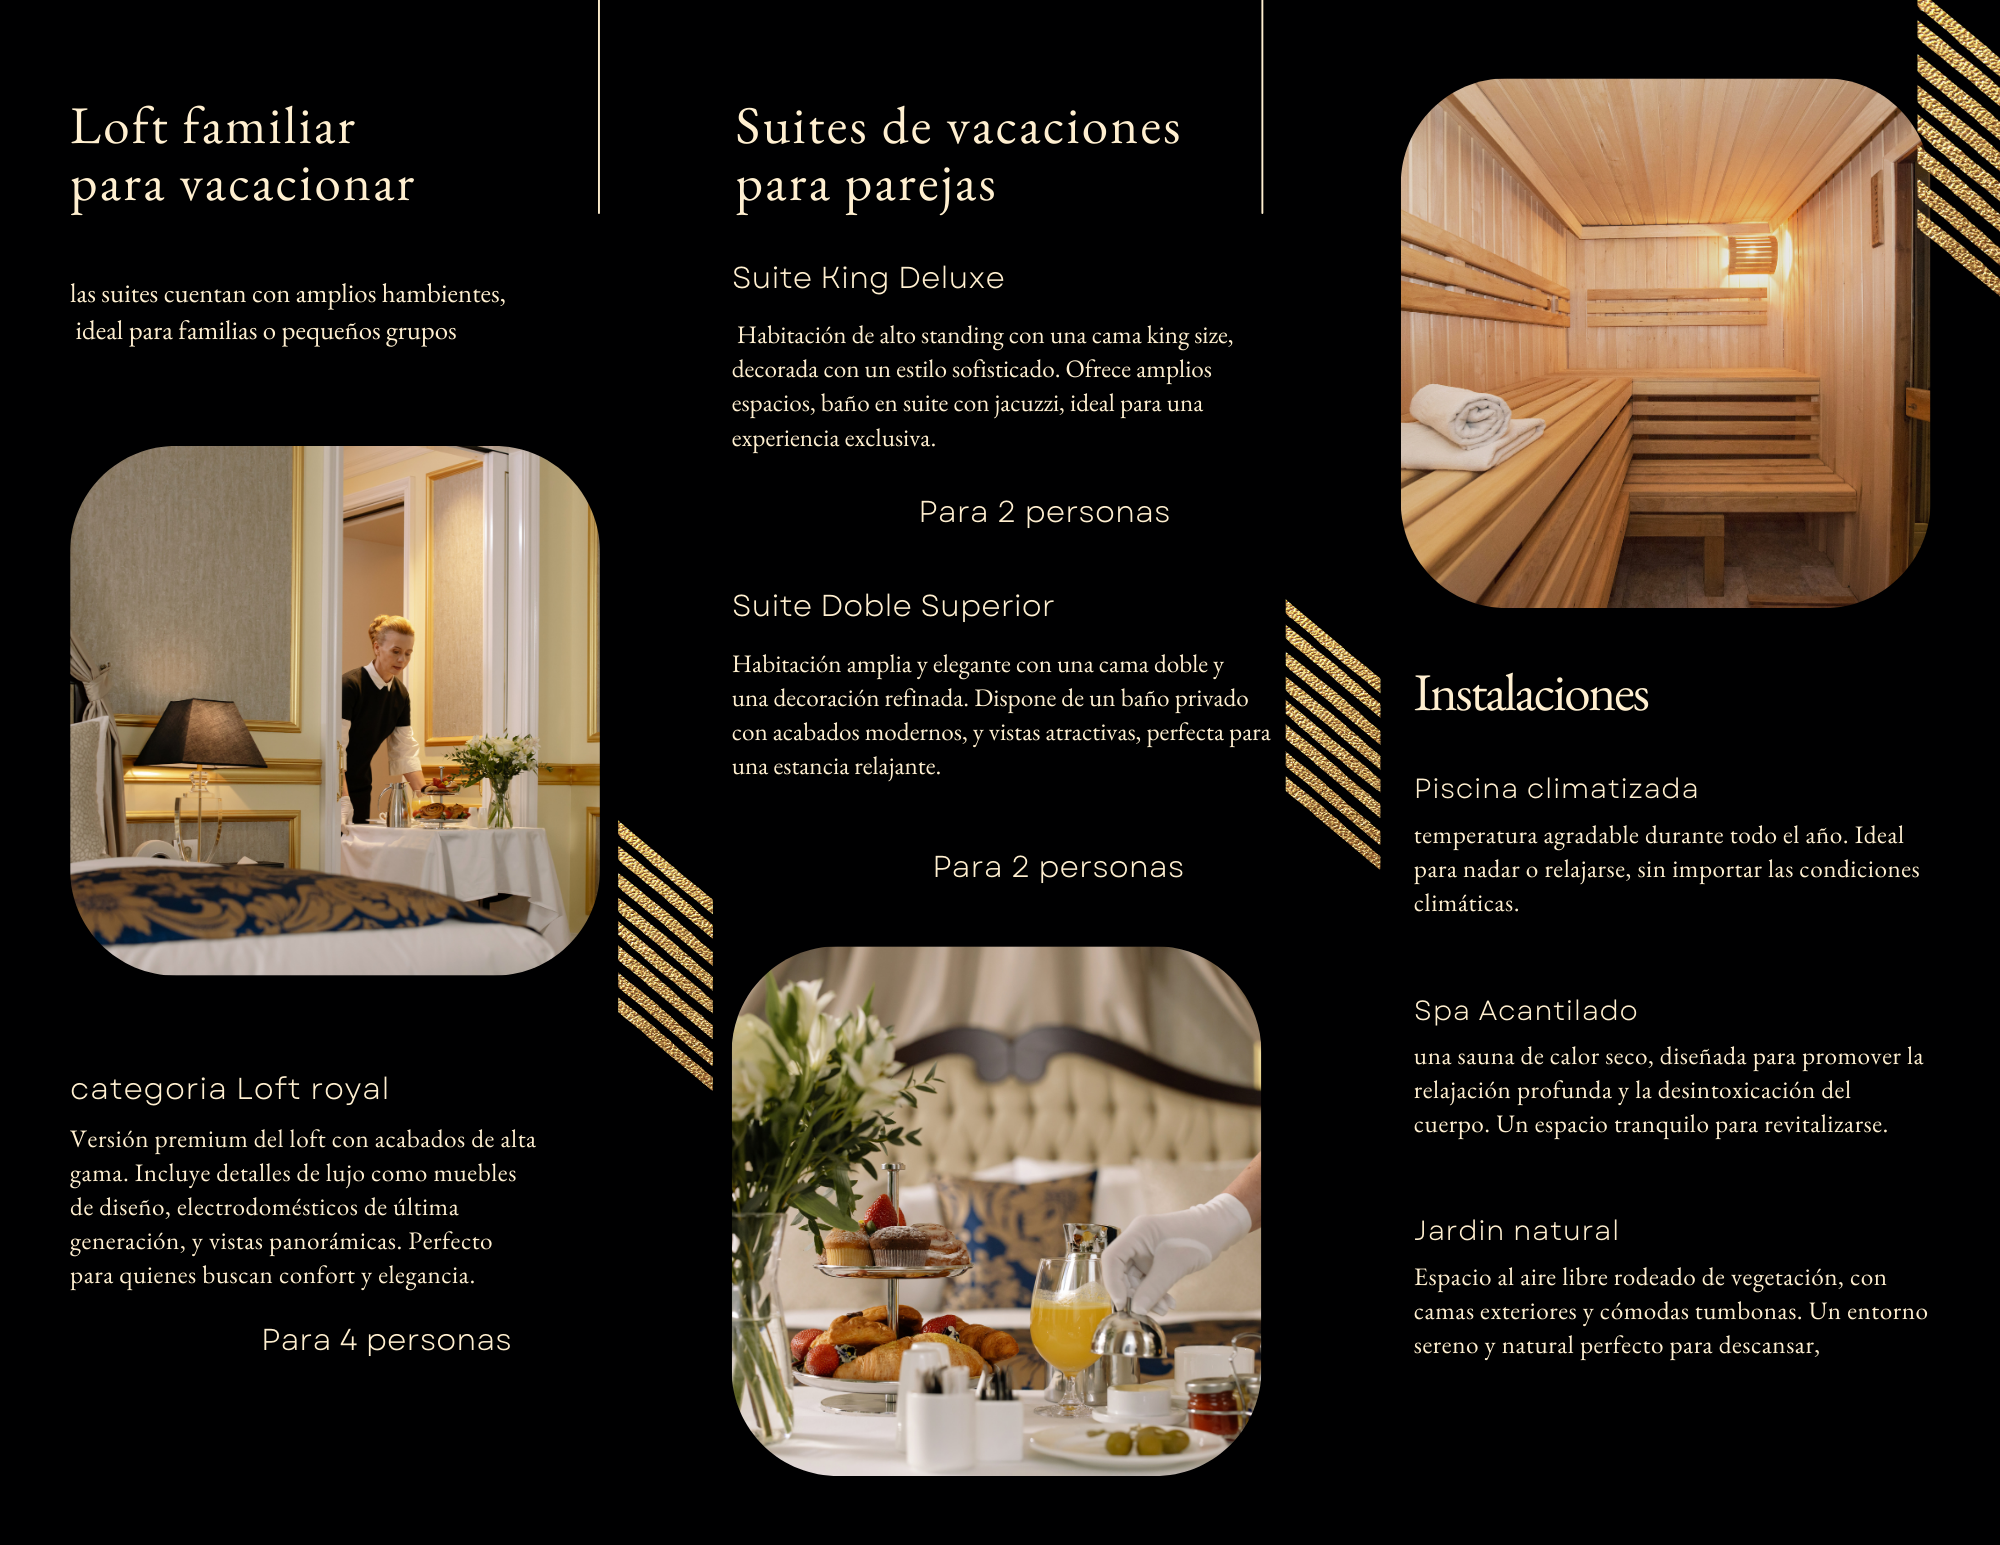 Loft familiar
para vacacionar
las suites cuentan con amplios hambientes,
ideal para familias o pequeños grupos
categoria Loft royal
Versión premium del loft con acabados de alta
gama. Incluye detalles de lujo como muebles
de diseño, electrodomésticos de última
generación, y vistas panorámicas. Perfecto
para quienes buscan confort y elegancia.
Para 4 personas
Suites de vacaciones
para parejas
Suite King Deluxe
Habitación de alto standing con una cama king size,
decorada con un estilo sofisticado. Ofrece amplios
espacios, baño en suite con jacuzzi, ideal para una
experiencia exclusiva.
Para 2 personas
Suite Doble Superior
Habitación amplia y elegante con una cama doble y
una decoración refinada. Dispone de un baño privado
con acabados modernos, y vistas atractivas, perfecta para
una estancia relajante.
Para 2 personas
Instalaciones
Piscina climatizada
temperatura agradable durante todo el año. Ideal
para nadar o relajarse, sin importar las condiciones
climáticas.
Spa Acantilado
una sauna de calor seco, diseñada para promover la
relajación profunda y la desintoxicación del
cuerpo. Un espacio tranquilo para revitalizarse.
Jardin natural
Espacio al aire libre rodeado de vegetación, con
camas exteriores y cómodas tumbonas. Un entorno
sereno y natural perfecto para descansar,